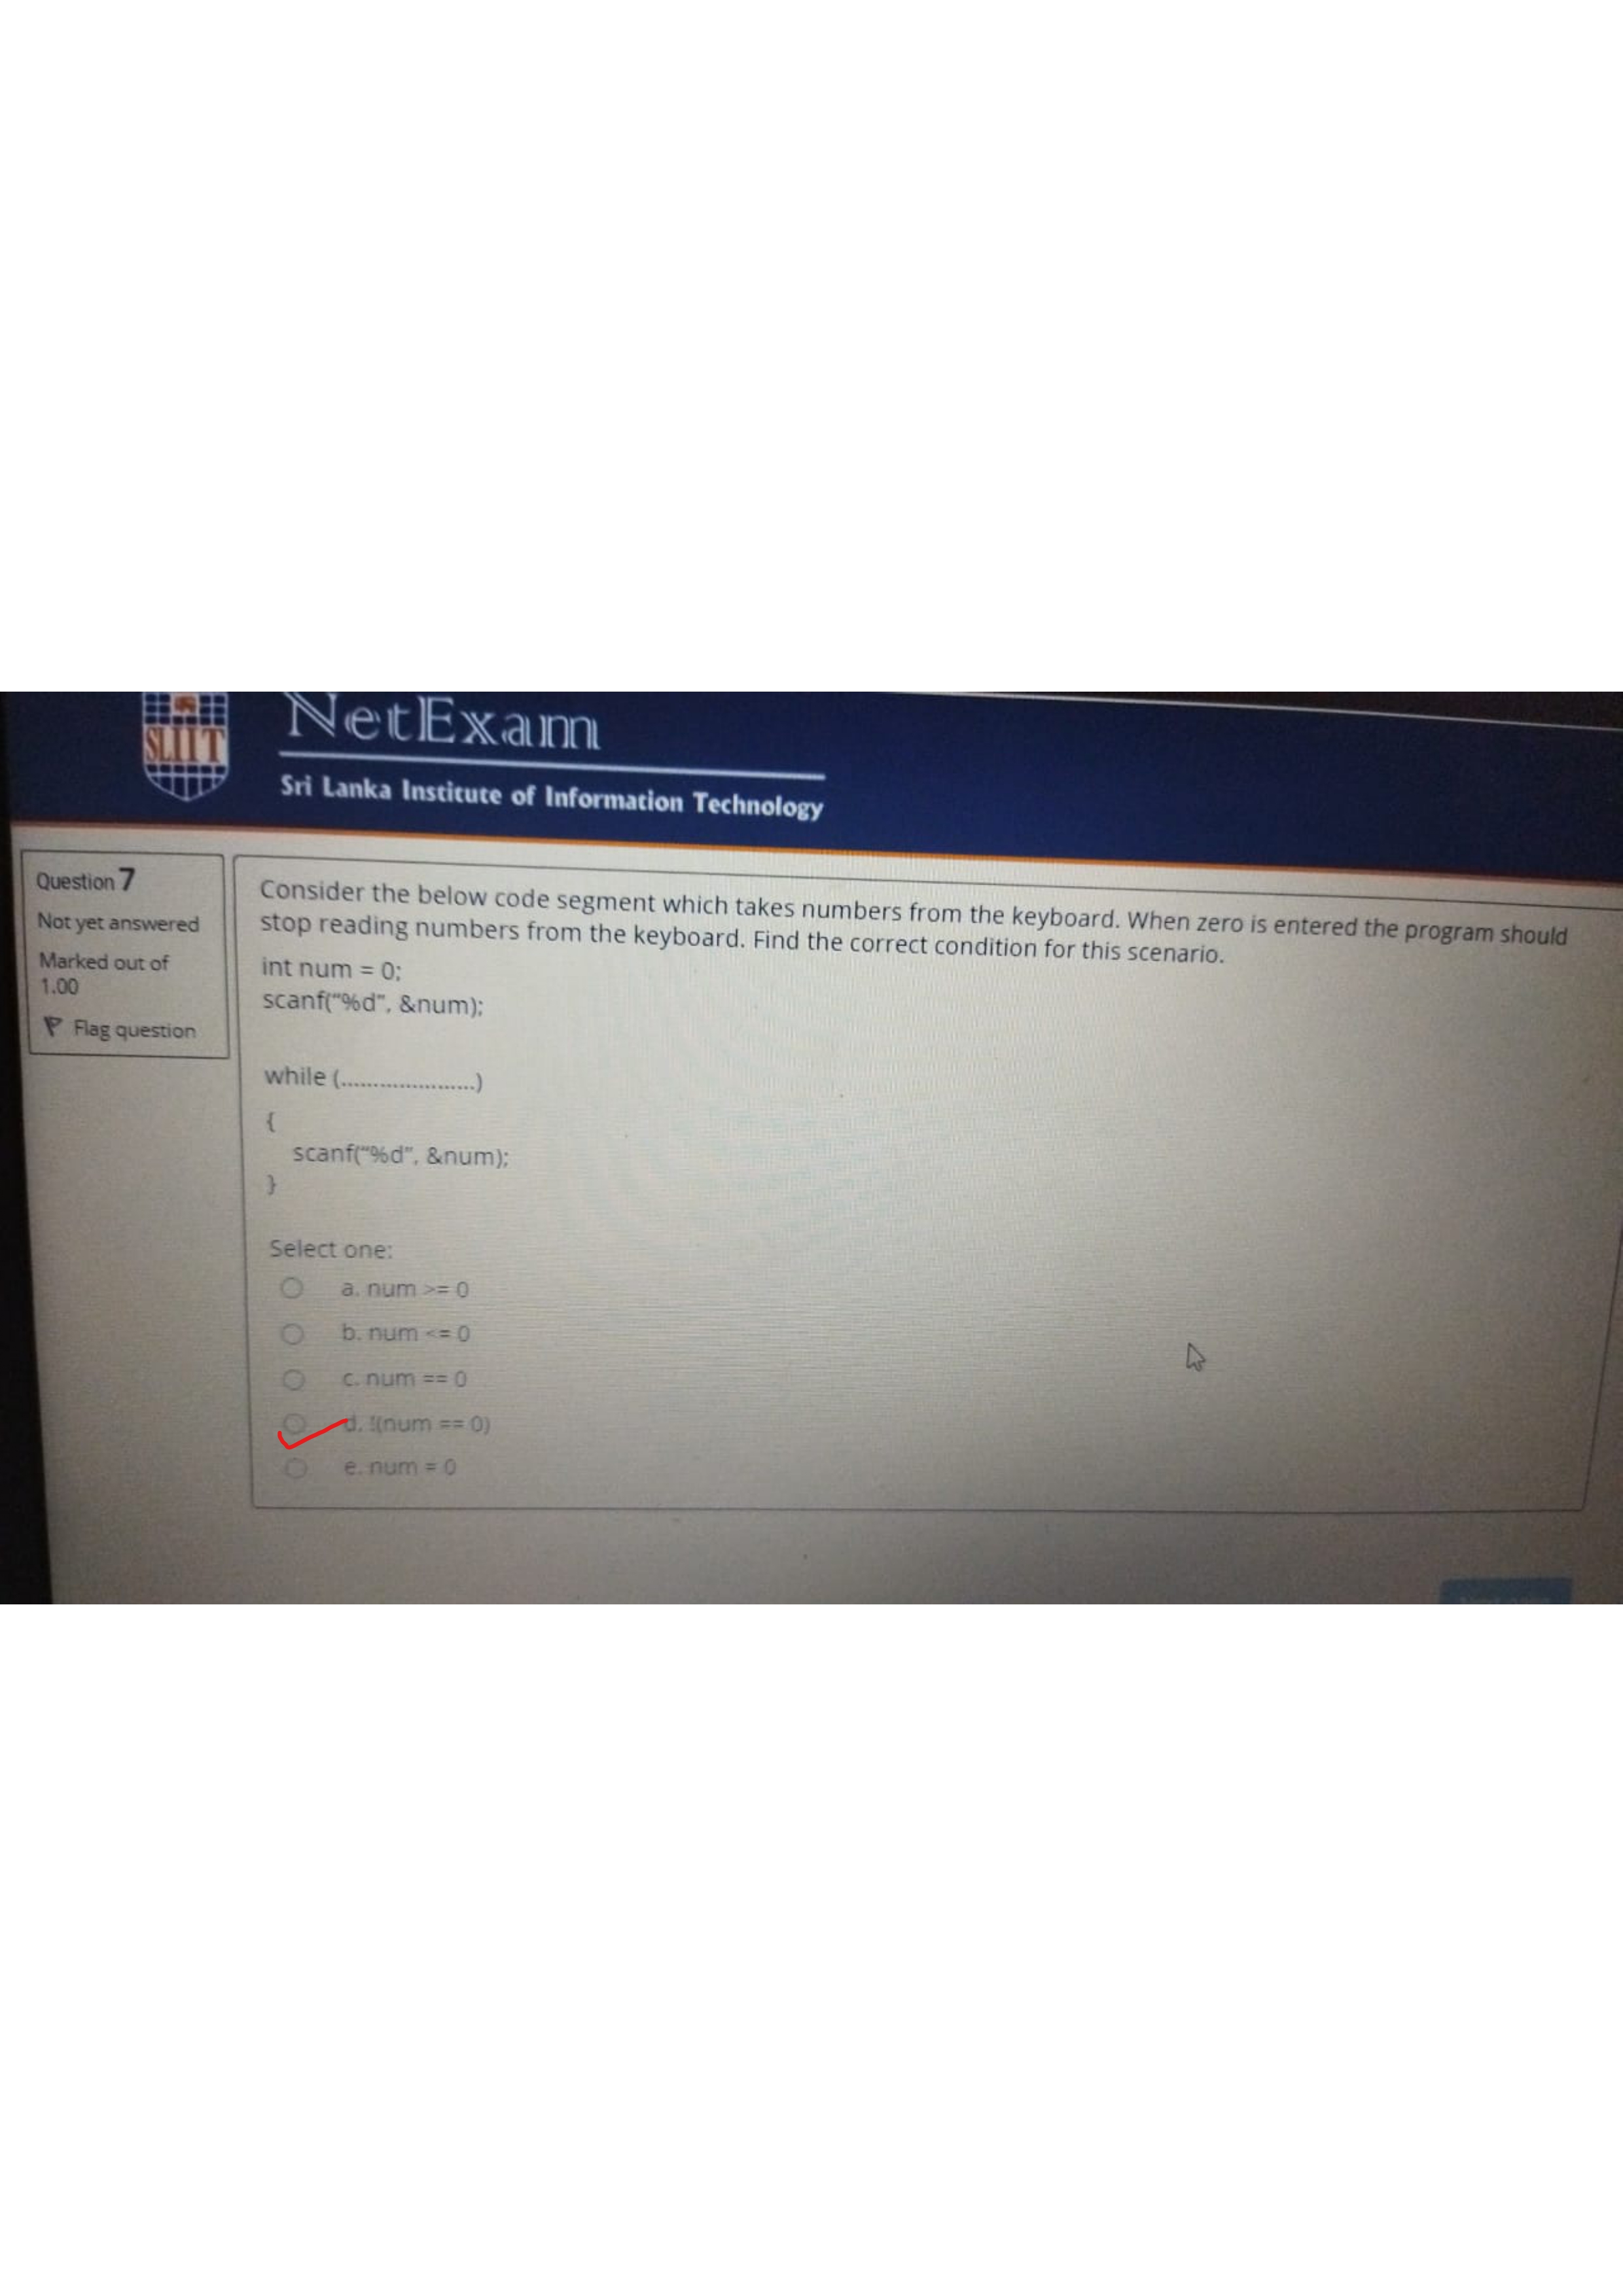 SLIIT
NetExam
Sri Lanka Institute of Information Technology
Question 7
Not yet answered
Marked out of
1.00
Flag question
Consider the below code segment which takes numbers from the keyboard. When zero is entered the program should
stop reading numbers from the keyboard. Find the correct condition for this scenario.
int num = 0;
scanf("%d", &num);
while (.....................)
{
scanf("%d", &num);
}
Select one:
a. num >= 0
b. num <= 0
c. num == 0
d. !(num == 0)
e. num = 0